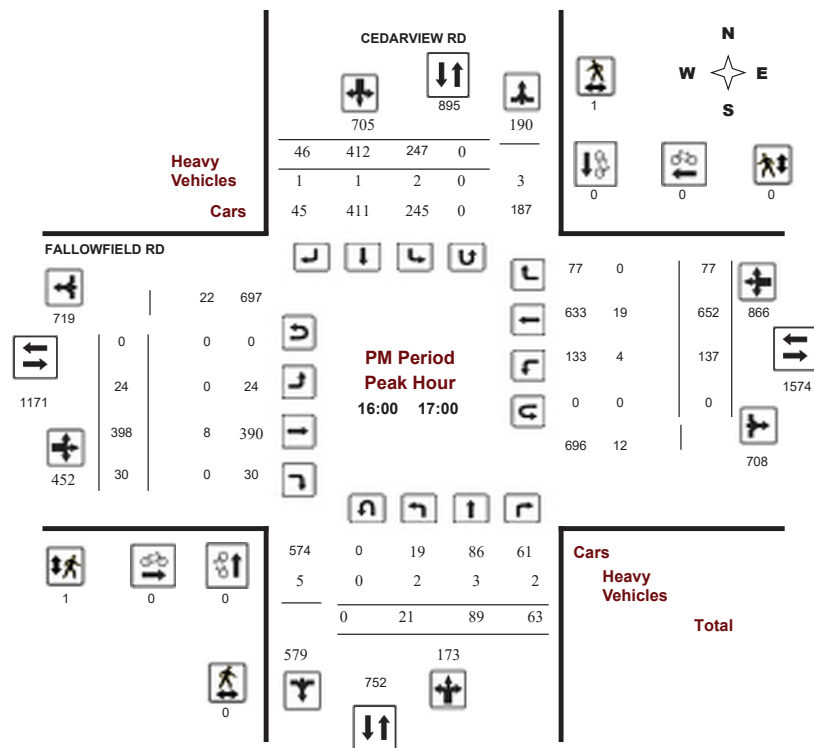 CEDARVIEW RD
N
W E
S
895
705
190
1
46 412 247 0
Heavy
Vehicles
1 1 2 0 3
Cars
45 411 245 0 187
0 0 0
FALLOWFIELD RD
719
22 697
0 0 0
1171
24 0 24
398 8 390
452
30 0 30
PM Period
Peak Hour
16:00 17:00
77 0 77
866
633 19 652
133 4 137
1574
0 0 0
696 12
708
574 0 19 86 61
Cars
5 0 2 3 2
Heavy
Vehicles
0 21 89 63
Total
1 0 0
579
173
752
0